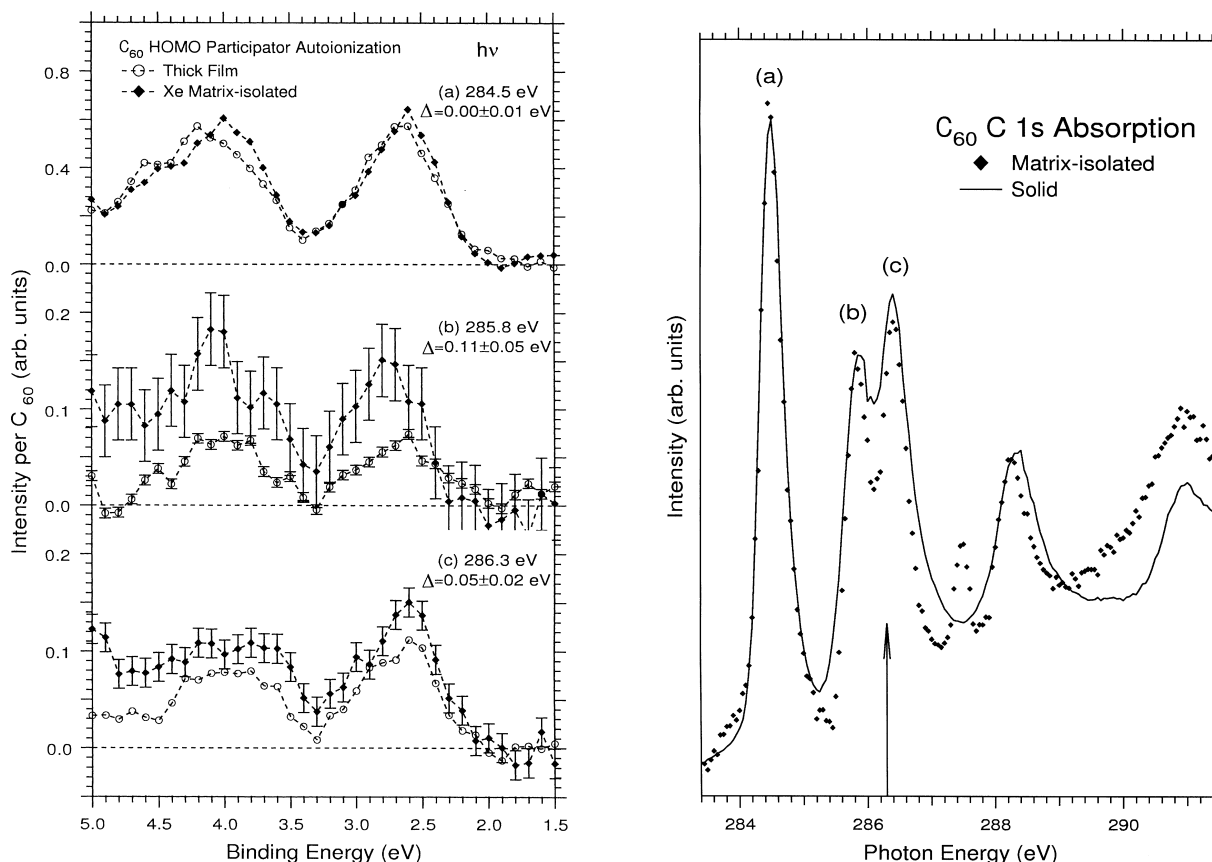 C60 HOMO Participator Autoionization
hν
Thick Film
Xe Matrix-isolated
(a) 284.5 eV
Δ=0.00±0.01 eV
0.8
0.4
0.0
(b) 285.8 eV
Δ=0.11±0.05 eV
0.2
0.1
0.0
(c) 286.3 eV
Δ=0.05±0.02 eV
0.2
0.1
0.0
Intensity per C60 (arb. units)
5.0 4.5 4.0 3.5 3.0 2.5 2.0 1.5
Binding Energy (eV)
(a)
(b)
(c)
C60 C 1s Absorption
Matrix-isolated
Solid
Intensity (arb. units)
284 286 288 290
Photon Energy (eV)